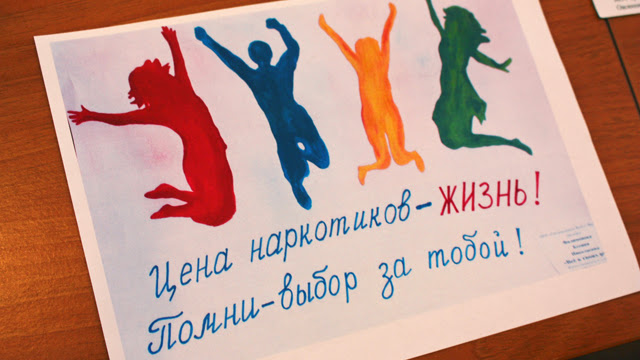 Цена наркотиков – ЖИЗНЬ!
Помни – выбор за тобой!